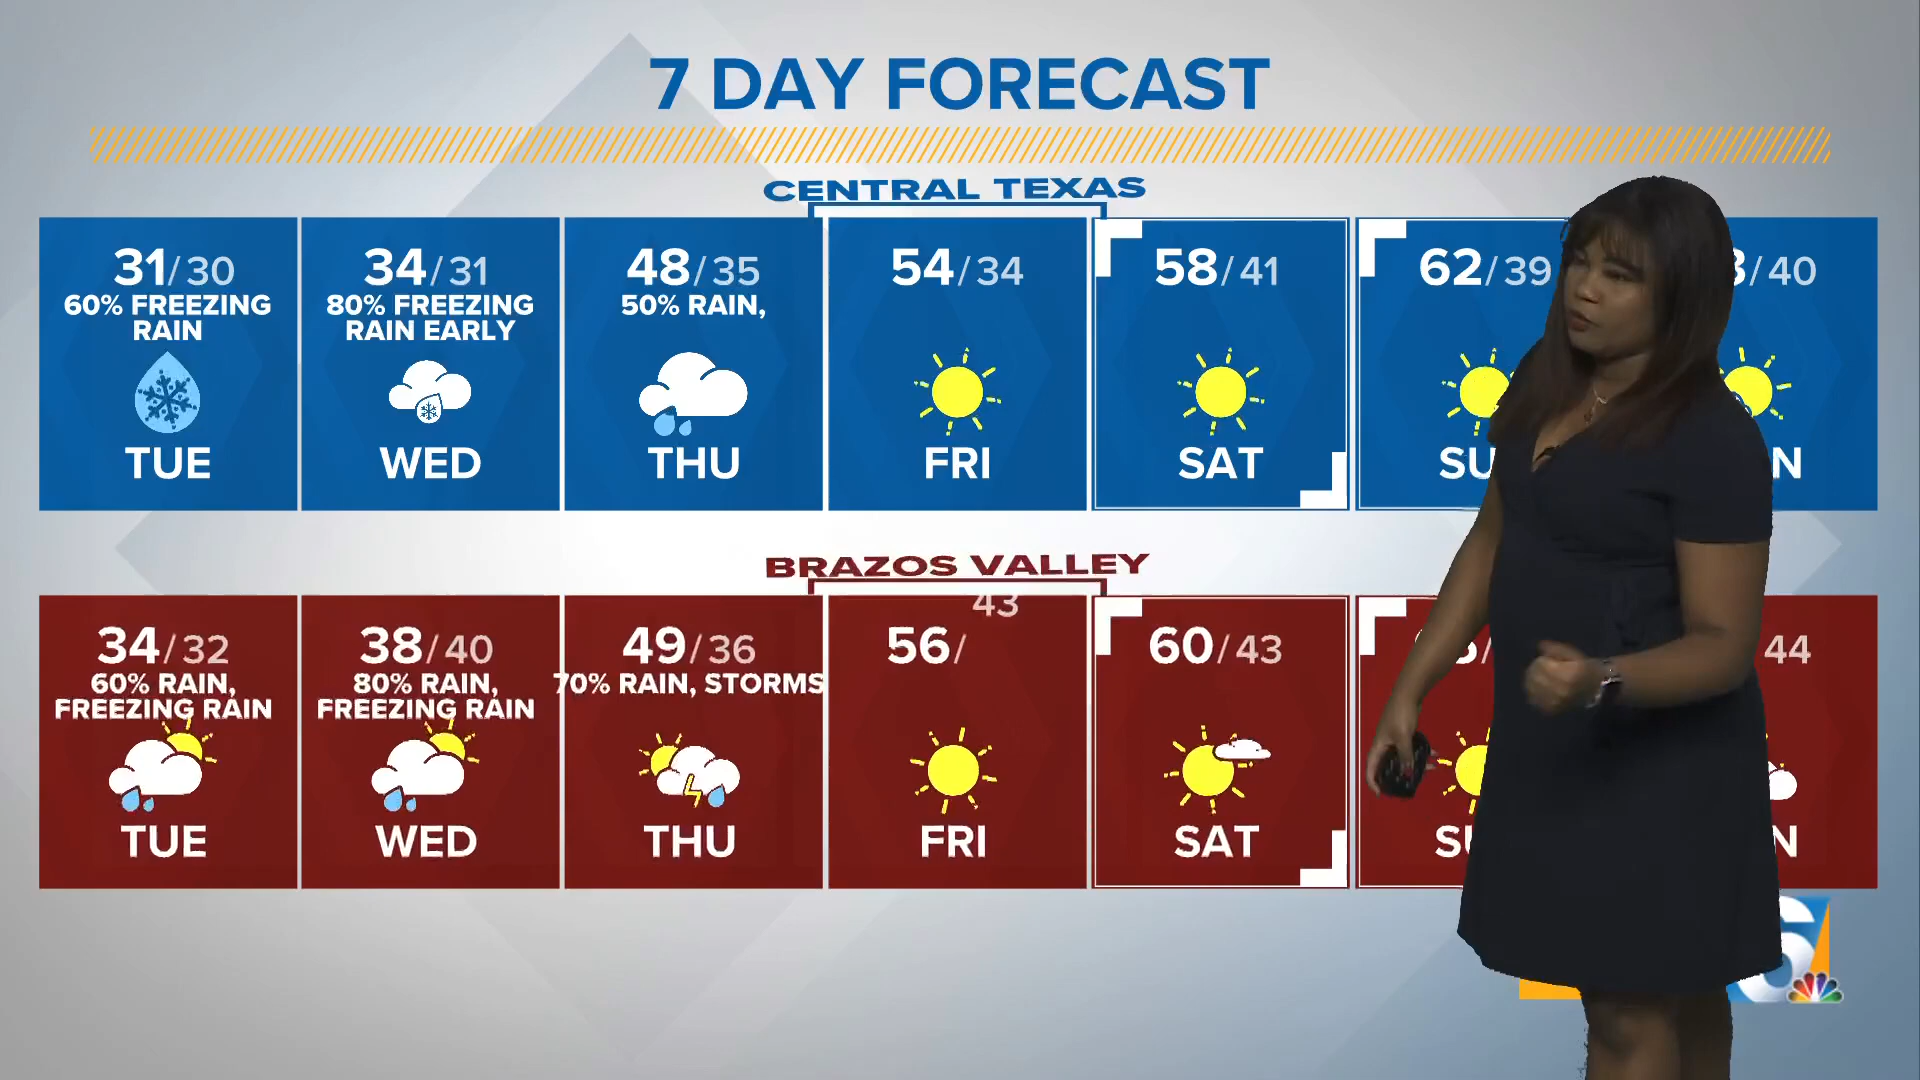 7 DAY FORECAST
CENTRAL TEXAS
31/30 34/31 48/35 54/34 58/41 62/39 /40
60% FREEZING 80% FREEZING 50% RAIN,
RAIN RAIN EARLY
TUE WED THU FRI SAT SU N
BRAZOS VALLEY
43
34/32 38/40 49/36 56/ 60/43 / 44
60% RAIN, 80% RAIN, 70% RAIN, STORMS
FREEZING RAIN FREEZING RAIN
TUE WED THU FRI SAT SU N
6